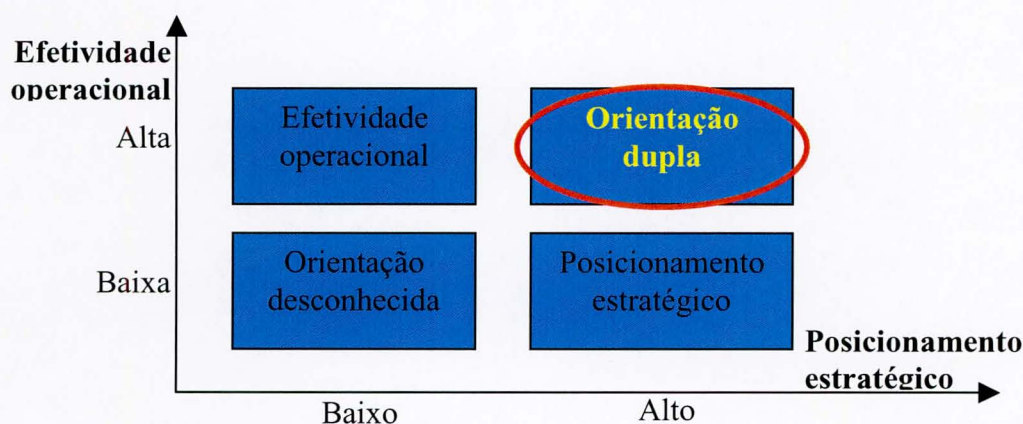 Efetividade
operacional
Alta
Efetividade
operacional
Orientação
dupla
Baixa
Orientação
desconhecida
Posicionamento
estratégico
Posicionamento
estratégico
Baixo
Alto